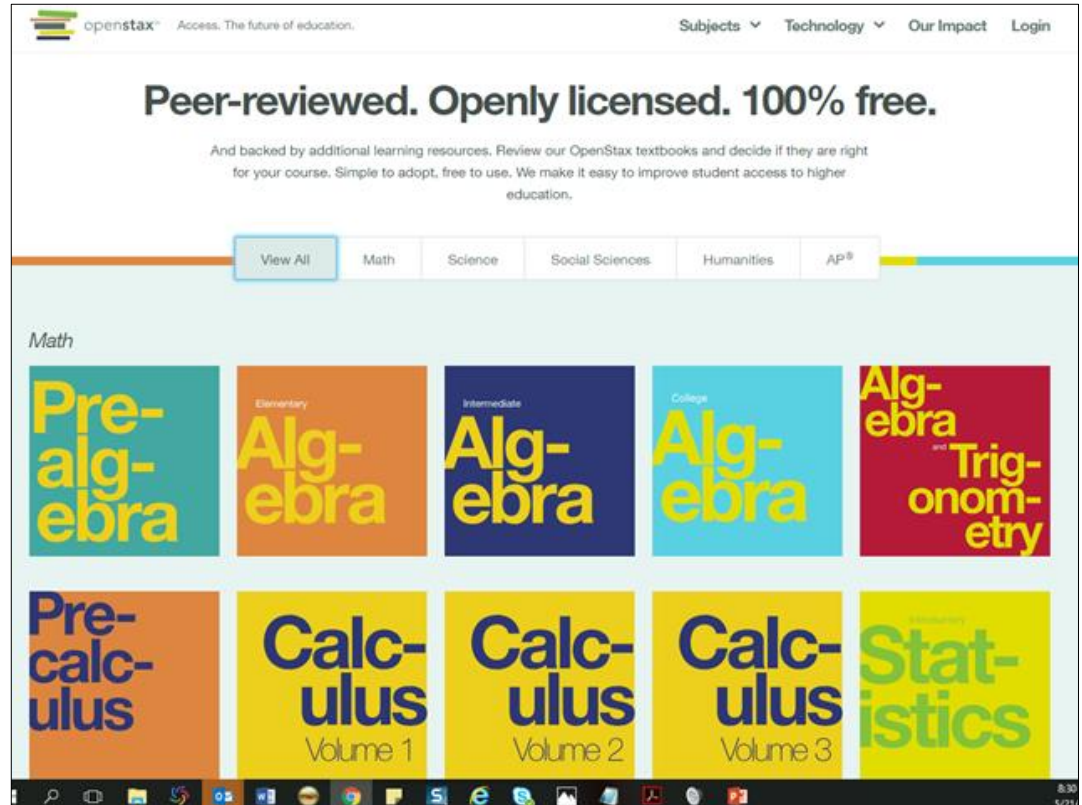 openstax™ Access. The future of education.
Subjects Technology Our Impact Login
Peer-reviewed. Openly licensed. 100% free.
And backed by additional learning resources. Review our OpenStax textbooks and decide if they are right
for your course. Simple to adopt, free to use. We make it easy to improve student access to higher
education.
View All Math Science Social Sciences Humanities AP®
Math
Pre-
alg-
ebra
Elementary
Alg-
ebra
Intermediate
Alg-
ebra
College
Alg-
ebra
Alg-
ebra
and
Trig-
onom-
etry
Pre-
calc-
ulus
Calc-
ulus
Volume 1
Calc-
ulus
Volume 2
Calc-
ulus
Volume 3
Introductory
Stat-
istics
8:30